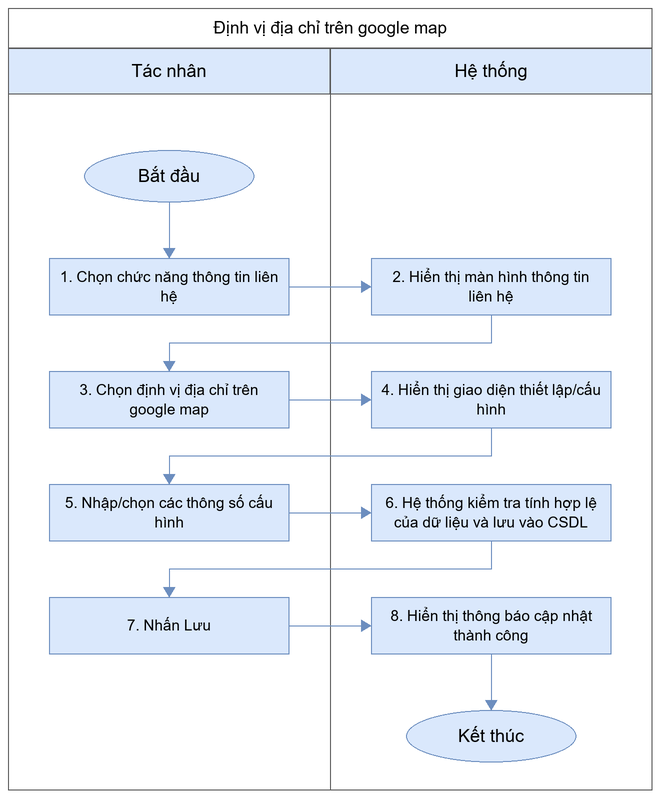 Định vị địa chỉ trên google map
Tác nhân
Hệ thống
Bắt đầu
1. Chọn chức năng thông tin liên
hệ
2. Hiển thị màn hình thông tin
liên hệ
3. Chọn định vị địa chỉ trên
google map
4. Hiển thị giao diện thiết lập/cấu
hình
5. Nhập/chọn các thông số cấu
hình
6. Hệ thống kiểm tra tính hợp lệ
của dữ liệu và lưu vào CSDL
7. Nhấn Lưu
8. Hiển thị thông báo cập nhật
thành công
Kết thúc